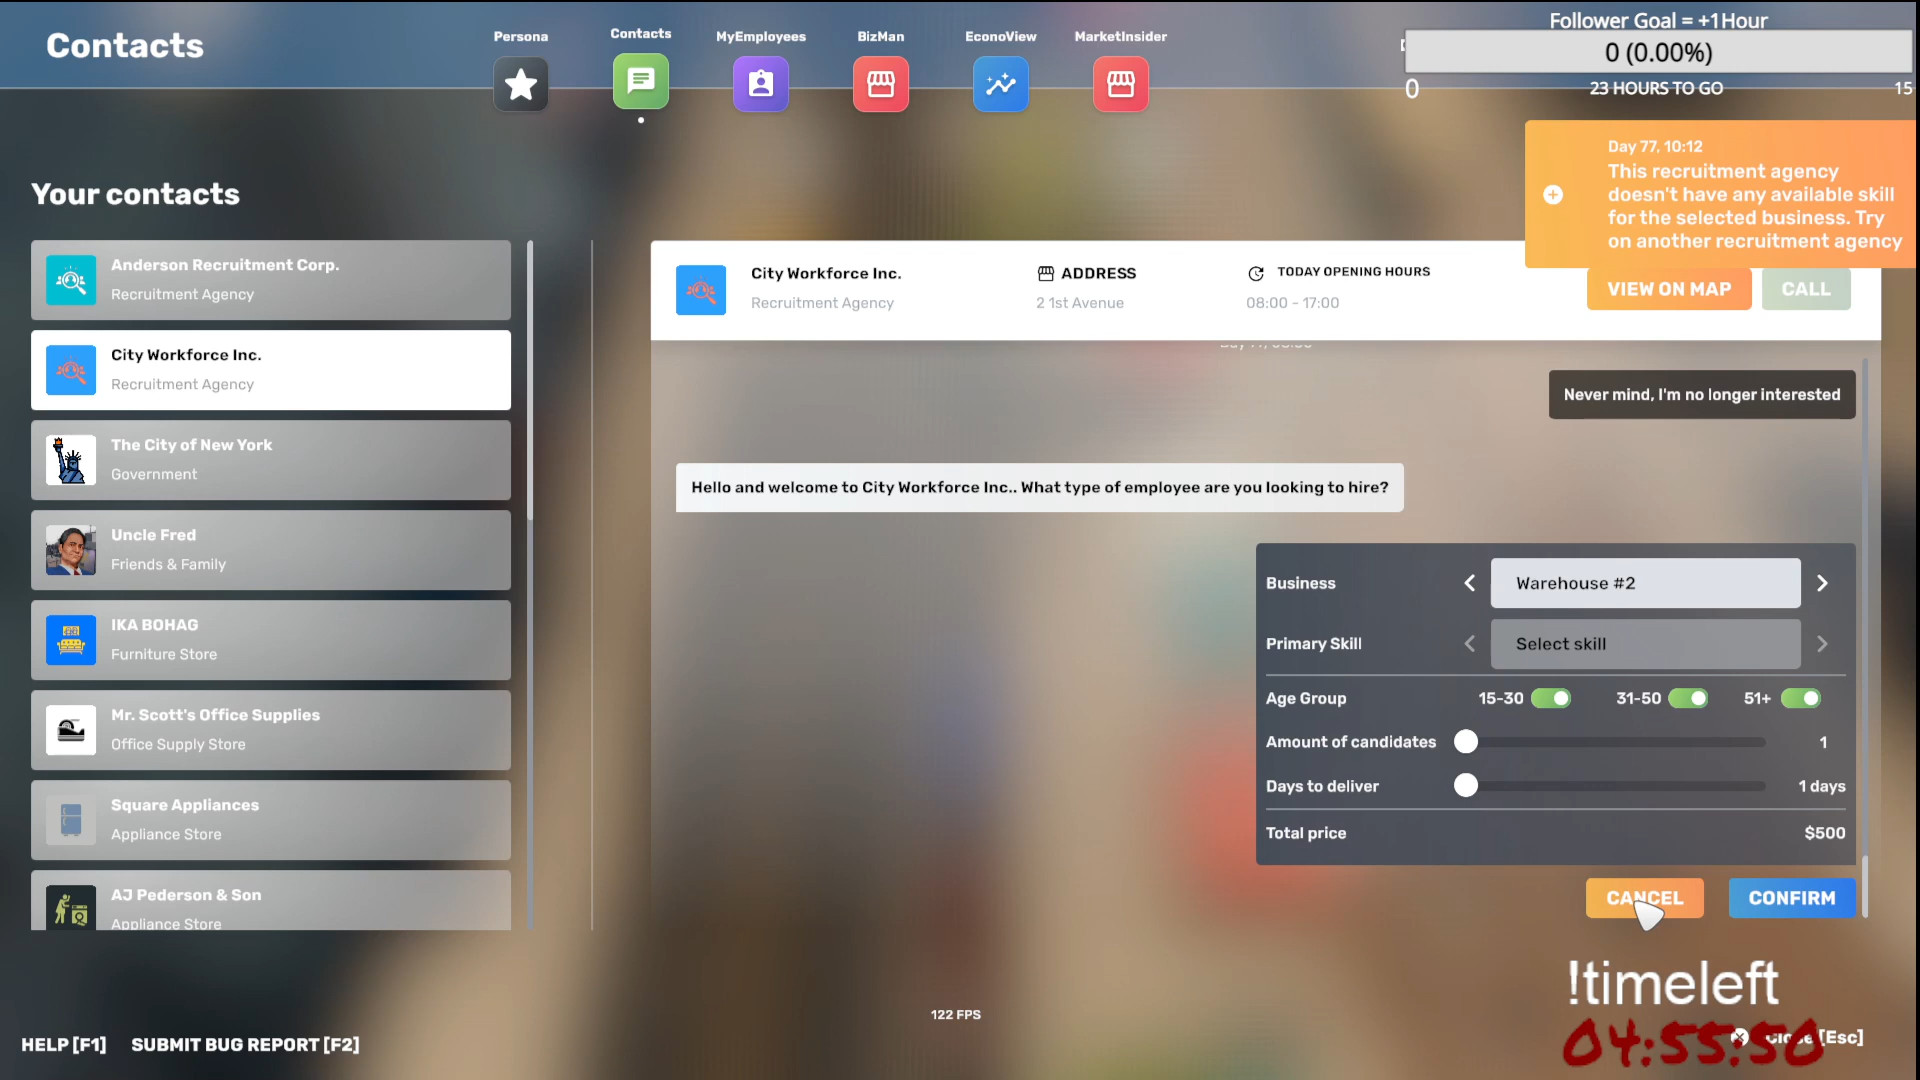 Contacts
Persona
Contacts
MyEmployees
BizMan
EconoView
MarketInsider
Follower Goal = +1Hour
0 (0.00%)
0
23 HOURS TO GO
15
Day 77, 10:12
This recruitment agency
doesn't have any available skill
for the selected business. Try
on another recruitment agency
Your contacts
Anderson Recruitment Corp.
Recruitment Agency
City Workforce Inc.
Recruitment Agency
The City of New York
Government
Uncle Fred
Friends & Family
IKA BOHAG
Furniture Store
Mr. Scott's Office Supplies
Office Supply Store
Square Appliances
Appliance Store
AJ Pederson & Son
Appliance Store
City Workforce Inc.
Recruitment Agency
ADDRESS
2 1st Avenue
TODAY OPENING HOURS
08:00 - 17:00
VIEW ON MAP
CALL
Never mind, I'm no longer interested
Hello and welcome to City Workforce Inc.. What type of employee are you looking to hire?
Business
Warehouse #2
Primary Skill
Select skill
Age Group
15-30
31-50
51+
Amount of candidates
1
Days to deliver
1 days
Total price
$500
CANCEL
CONFIRM
!timeleft
04:55:50
Close [Esc]
122 FPS
HELP [F1]
SUBMIT BUG REPORT [F2]